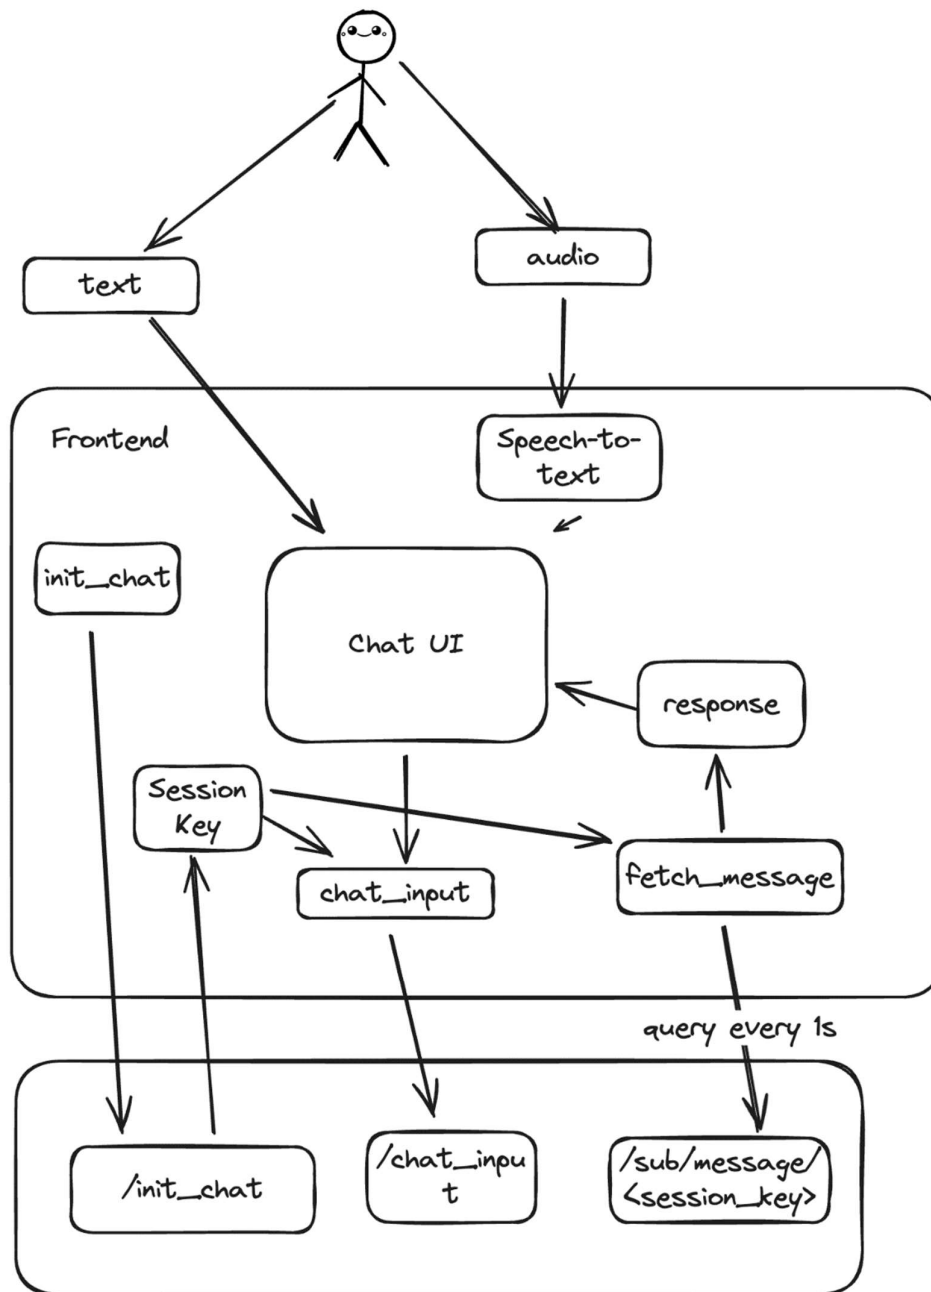 text
audio
Frontend
Speech-to-
text
init_chat
Chat UI
response
Session
Key
chat_input
fetch_message
query every 1s
/init_chat
/chat_inpu
t
/sub/message/
<session_key>